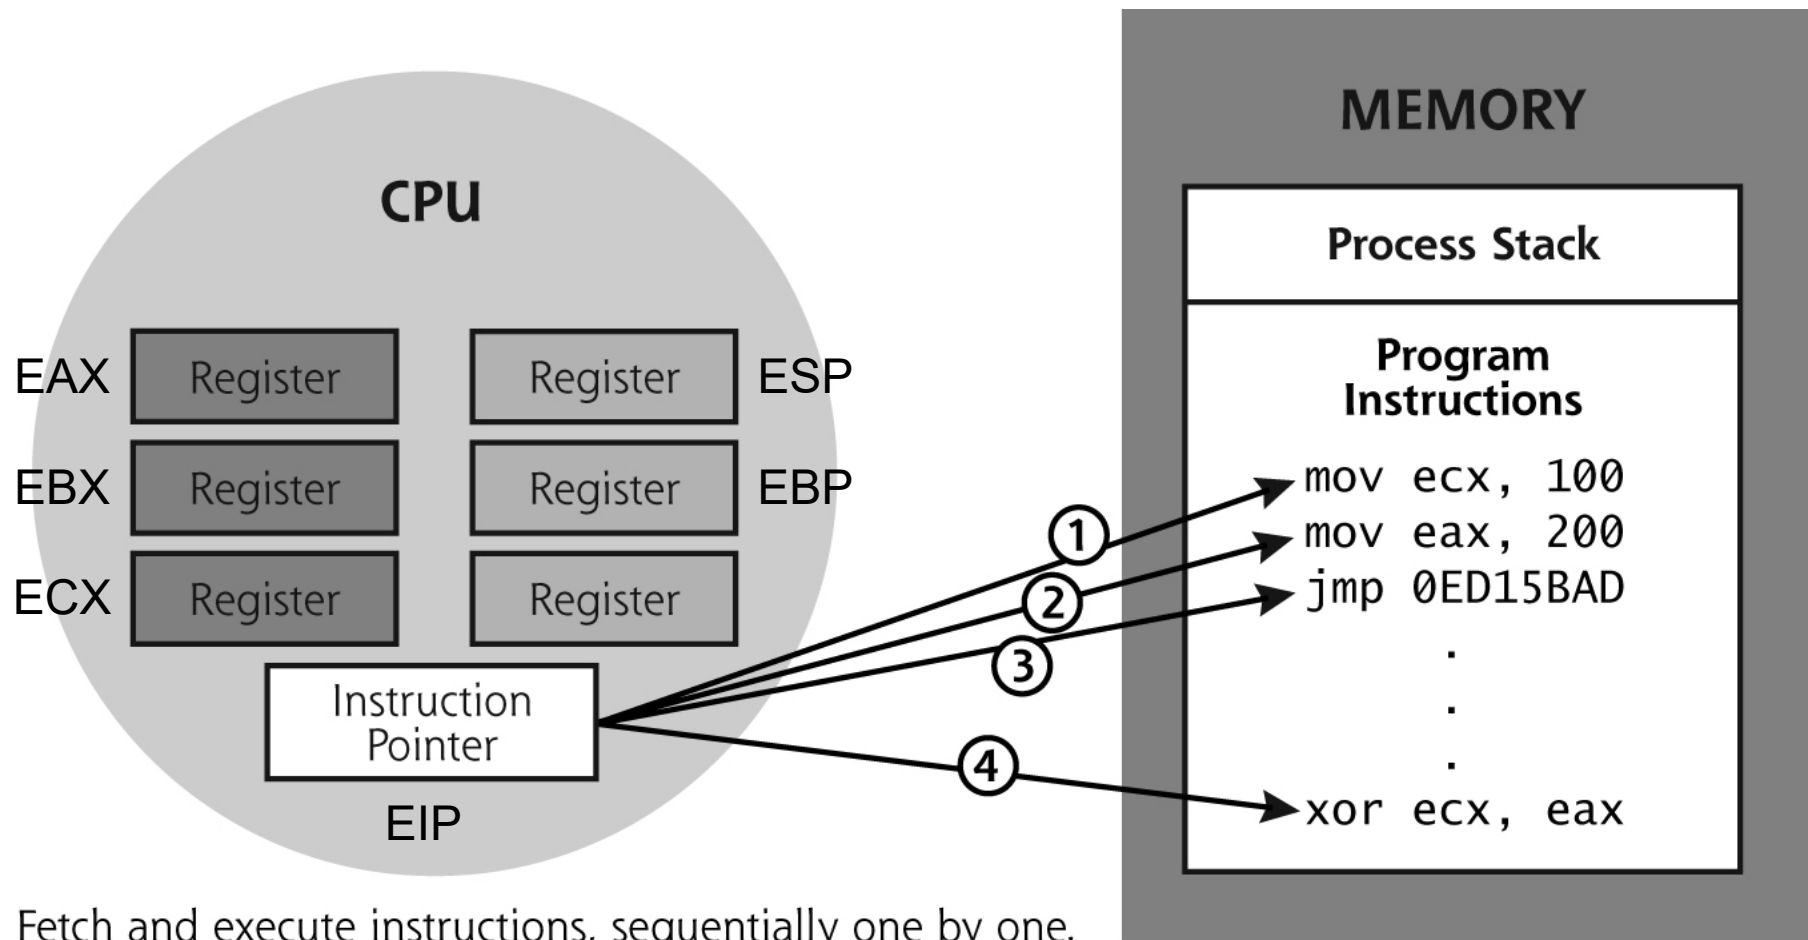 CPU
EAX
Register
Register
ESP
EBX
Register
Register
EBP
ECX
Register
Register
Instruction
Pointer
EIP
1
2
3
4
MEMORY
Process Stack
Program
Instructions
mov ecx, 100
mov eax, 200
jmp 0ED15BAD
.
.
.
xor ecx, eax
Fetch and execute instructions, sequentially one by one.